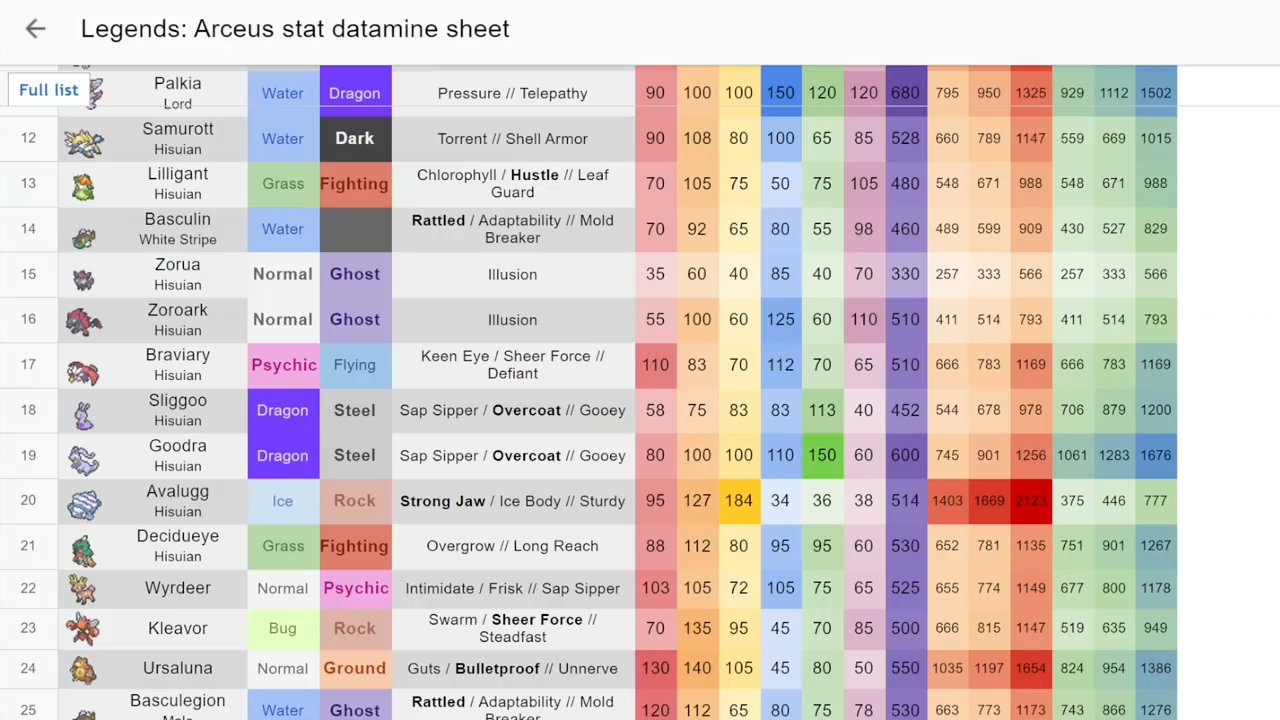 Legends: Arceus stat datamine sheet
Full list
Palkia
Lord
Water Dragon Pressure // Telepathy 90 100 100 150 120 120 680 795 950 1325 929 1112 1502
12 Samurott
Hisuian
Water Dark Torrent // Shell Armor 90 108 80 100 65 85 528 660 789 1147 559 669 1015
13 Lilligant
Hisuian
Grass Fighting Chlorophyll / Hustle // Leaf
Guard
70 105 75 50 75 105 480 548 671 988 548 671 988
14 Basculin
White Stripe
Water Rattled / Adaptability // Mold
Breaker
70 92 65 80 55 98 460 489 599 909 430 527 829
15 Zorua
Hisuian
Normal Ghost Illusion 35 60 40 85 40 70 330 257 333 566 257 333 566
16 Zoroark
Hisuian
Normal Ghost Illusion 55 100 60 125 60 110 510 411 514 793 411 514 793
17 Braviary
Hisuian
Psychic Flying Keen Eye / Sheer Force //
Defiant
110 83 70 112 70 65 510 666 783 1169 666 783 1169
18 Sliggoo
Hisuian
Dragon Steel Sap Sipper / Overcoat // Gooey 58 75 83 83 113 40 452 544 678 978 706 879 1200
19 Goodra
Hisuian
Dragon Steel Sap Sipper / Overcoat // Gooey 80 100 100 110 150 60 600 745 901 1256 1061 1283 1676
20 Avalugg
Hisuian
Ice Rock Strong Jaw / Ice Body // Sturdy 95 127 184 34 36 38 514 1403 1669 2123 375 446 777
21 Decidueye
Hisuian
Grass Fighting Overgrow // Long Reach 88 112 80 95 95 60 530 652 781 1135 751 901 1267
22 Wyrdeer Normal Psychic Intimidate / Frisk // Sap Sipper 103 105 72 105 75 65 525 655 774 1149 677 800 1178
23 Kleavor Bug Rock Swarm / Sheer Force //
Steadfast
70 135 95 45 70 85 500 666 815 1147 519 635 949
24 Ursaluna Normal Ground Guts / Bulletproof // Unnerve 130 140 105 45 80 50 550 1035 1197 1654 824 954 1386
25 Basculegion
Male
Water Ghost Rattled / Adaptability // Mold
Breaker
120 112 65 80 75 78 530 663 773 1173 743 866 1276